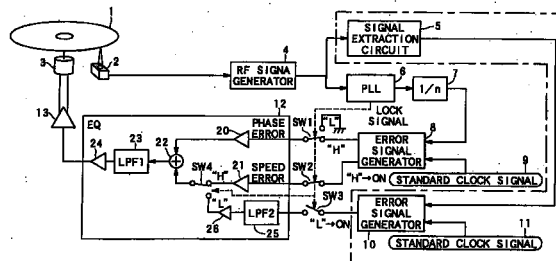 1
5
SIGNAL
EXTRACTION
CIRCUIT
3
2
4
RF SIGNA
GENERATOR
6
PLL
7
1/n
13
12
EQ
PHASE
ERROR
LOCK
SIGNAL
20
SW1
"L"
"H"
8
ERROR
SIGNAL
GENERATOR
24
23
LPF1
22
SW4
"H"
21
SPEED
ERROR
SW2
9
"H"→ON
STANDARD CLOCK SIGNAL
"L"
26
LPF2
25
SW3
"L"→ON
ERROR
SIGNAL
GENERATOR
10
11
STANDARD CLOCK SIGNAL